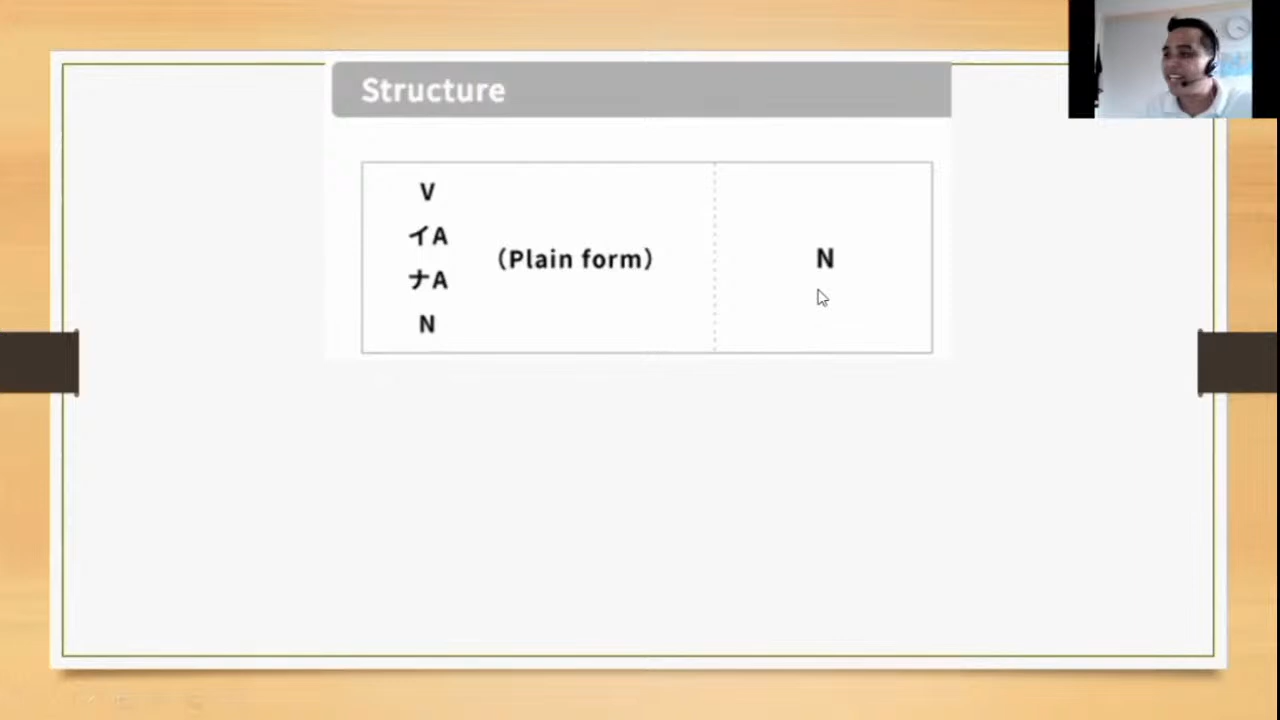 Structure
V
イA
ナA
N
(Plain form)
N